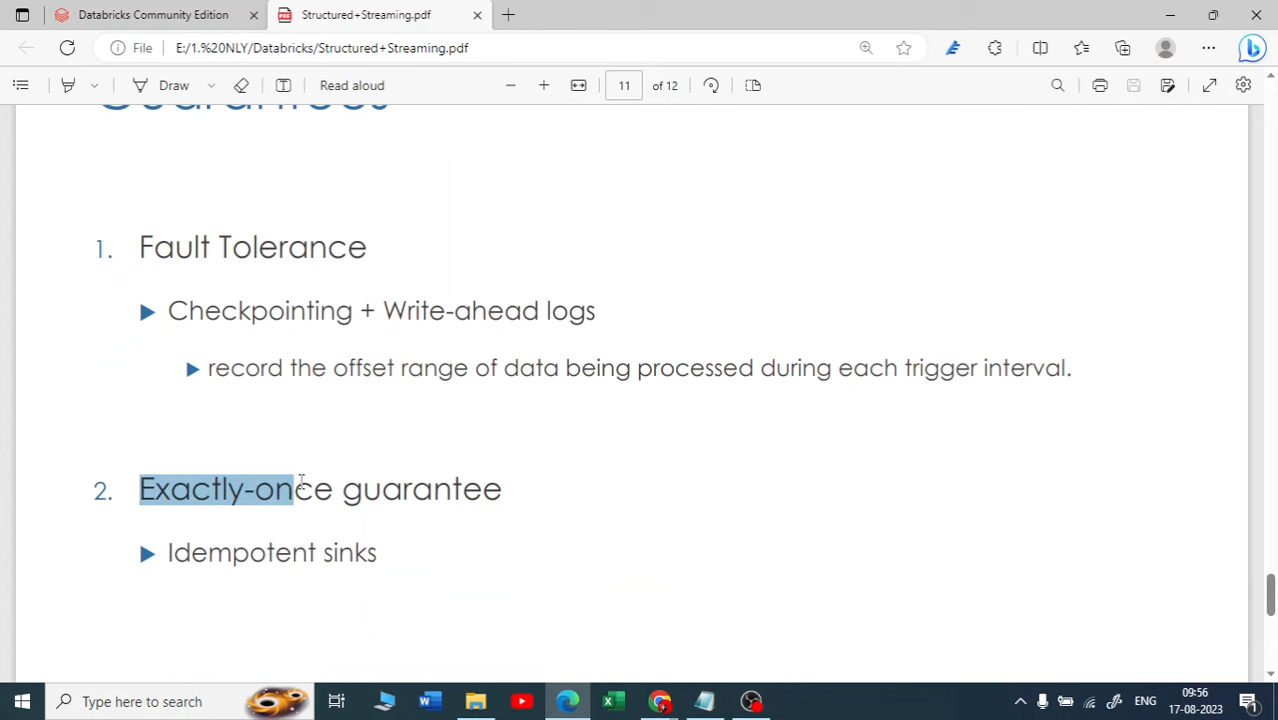 Databricks Community Edition
Structured+Streaming.pdf
File
E:/1.%20NLY/Databricks/Structured+Streaming.pdf
Draw
Read aloud
11
of 12
Guarantees
1. Fault Tolerance
Checkpointing + Write-ahead logs
record the offset range of data being processed during each trigger interval.
2. Exactly-once guarantee
Idempotent sinks
Type here to search
ENG
09:56
17-08-2023